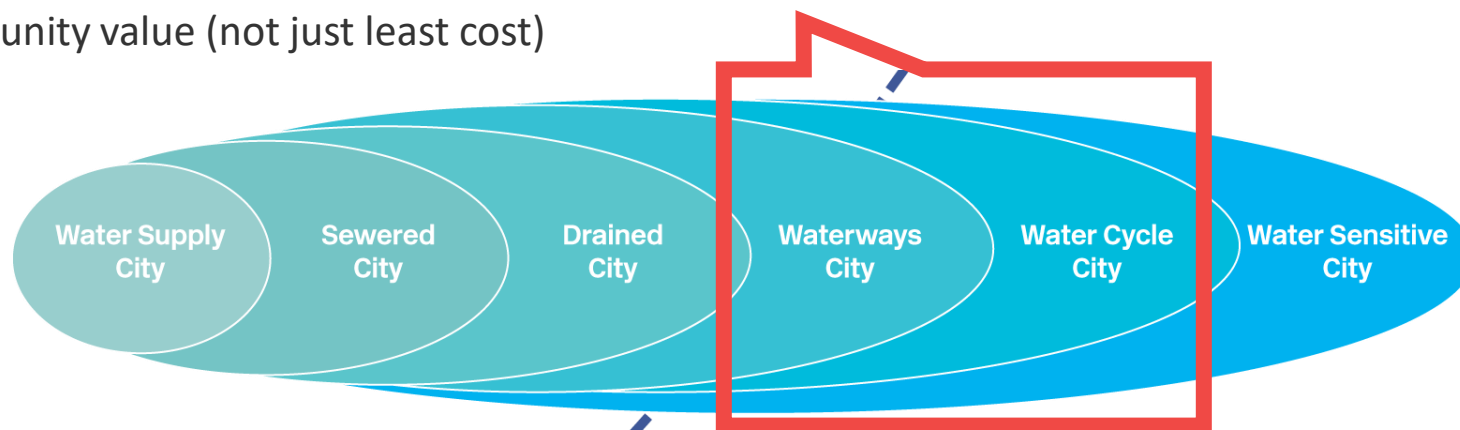 unity value (not just least cost)
Water Supply City
Sewered City
Drained City
Waterways City
Water Cycle City
Water Sensitive City